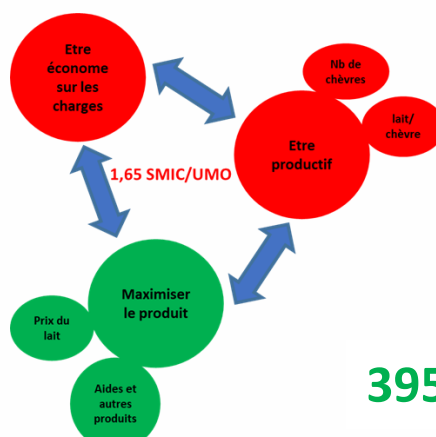 Etre
économe
sur les
charges
Nb de
chèvres
lait/
chèvre
Etre
productif
1,65 SMIC/UMO
Maximiser
le produit
Prix du
lait
Aides et
autres
produits
395